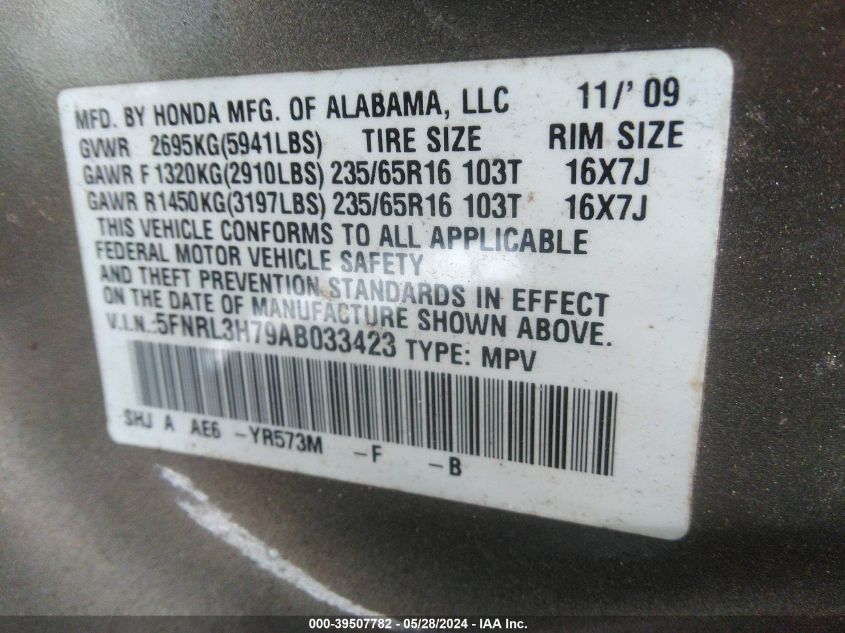 MFD. BY HONDA MFG. OF ALABAMA, LLC 11/'09
GVWR 2695KG(5941LBS) TIRE SIZE RIM SIZE
GAWR F1320KG(2910LBS) 235/65R16 103T 16X7J
GAWR R1450KG(3197LBS) 235/65R16 103T 16X7J
THIS VEHICLE CONFORMS TO ALL APPLICABLE
FEDERAL MOTOR VEHICLE SAFETY
AND THEFT PREVENTION STANDARDS IN EFFECT
ON THE DATE OF MANUFACTURE SHOWN ABOVE.
V.I.N.:5FNRL3H79AB033423 TYPE: MPV
SHJ A AE6 -YR573M -F -B
000-39507782 / 05/28/2024 - IAA Inc.